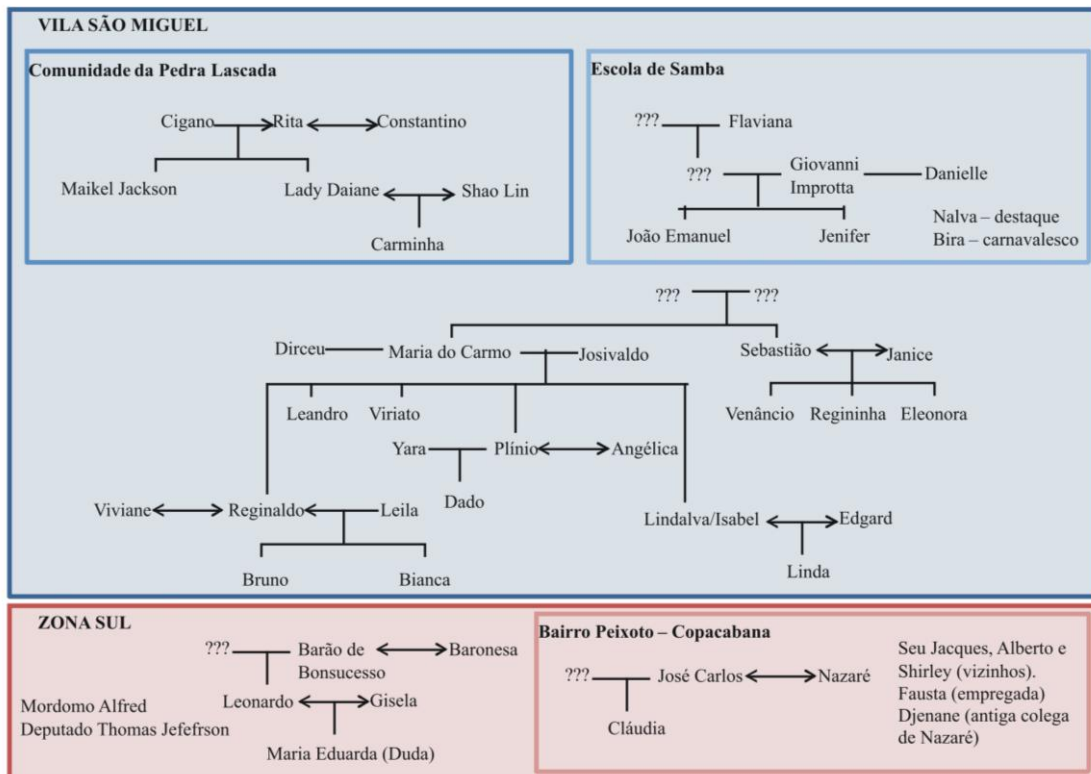 VILA SÃO MIGUEL
Comunidade da Pedra Lascada
Cigano Rita Constantino
Maikel Jackson
Lady Daiane Shao Lin
Carminha
Escola de Samba
??? Flaviana
??? Giovanni Improtta Danielle
João Emanuel Jenifer
Nalva – destaque
Bira – carnavalesco
??? ???
Dirceu Maria do Carmo Josivaldo Sebastião Janice
Leandro Viriato Venâncio Regininha Eleonora
Yara Plínio Angélica
Dado
Viviane Reginaldo Leila Lindalva/Isabel Edgard
Bruno Bianca Linda
ZONA SUL
??? Barão de Bonsucesso Baronesa
Leonardo Gisela
Mordomo Alfred
Deputado Thomas Jefefrson
Maria Eduarda (Duda)
Bairro Peixoto – Copacabana
??? José Carlos Nazaré
Cláudia
Seu Jacques, Alberto e
Shirley (vizinhos).
Fausta (empregada)
Djenane (antiga colega
de Nazaré)